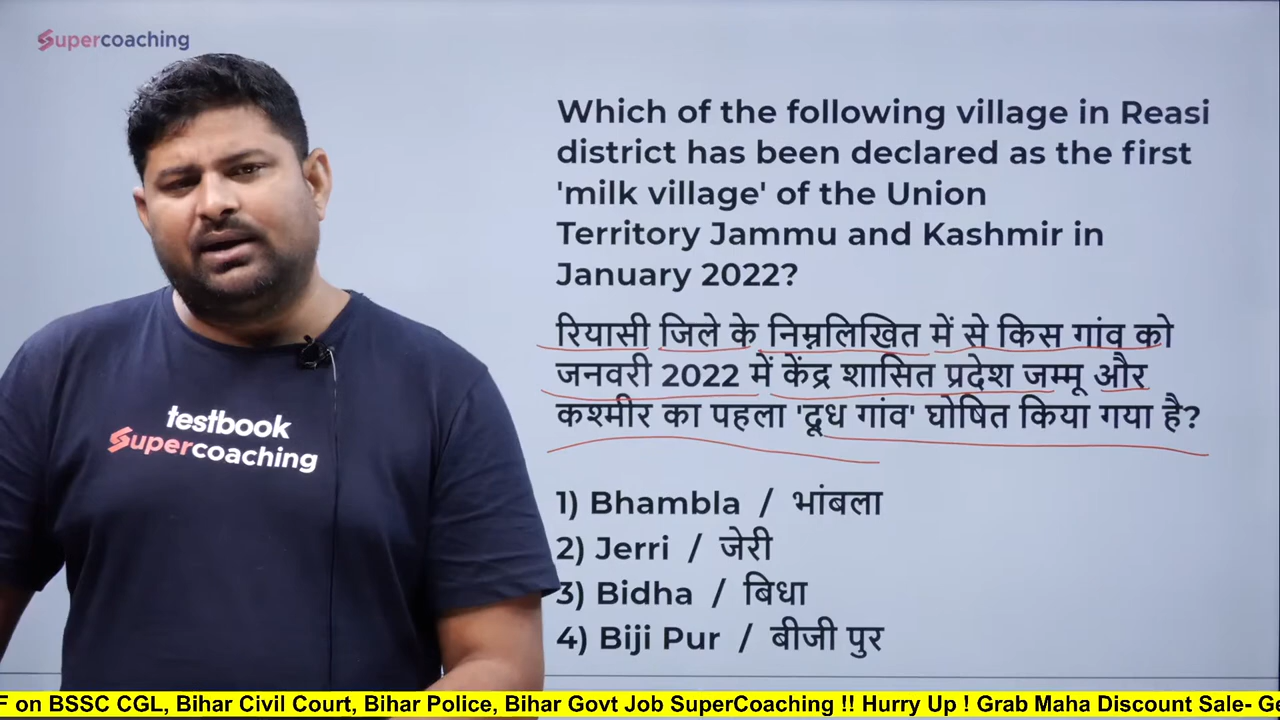 Supercoaching
Which of the following village in Reasi
district has been declared as the first
'milk village' of the Union
Territory Jammu and Kashmir in
January 2022?
रियासी जिले के निम्नलिखित में से किस गांव को
जनवरी 2022 में केंद्र शासित प्रदेश जम्मू और
कश्मीर का पहला 'दूध गांव' घोषित किया गया है?
testbook
Supercoaching
1) Bhambla / भांबला
2) Jerri / जेरी
3) Bidha / बिधा
4) Biji Pur / बीजी पुर
F on BSSC CGL, Bihar Civil Court, Bihar Police, Bihar Govt Job SuperCoaching !! Hurry Up ! Grab Maha Discount Sale- Ge